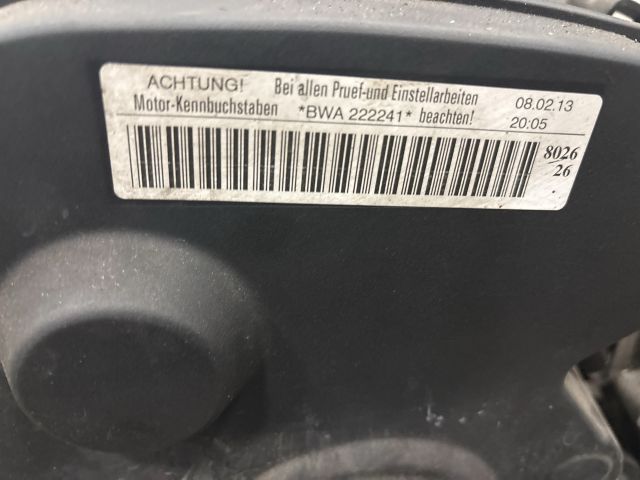 ACHTUNG! Bei allen Pruef-und Einstellarbeiten 08.02.13
Motor-Kennbuchstaben *BWA 222241* beachten! 20:05
8026
26